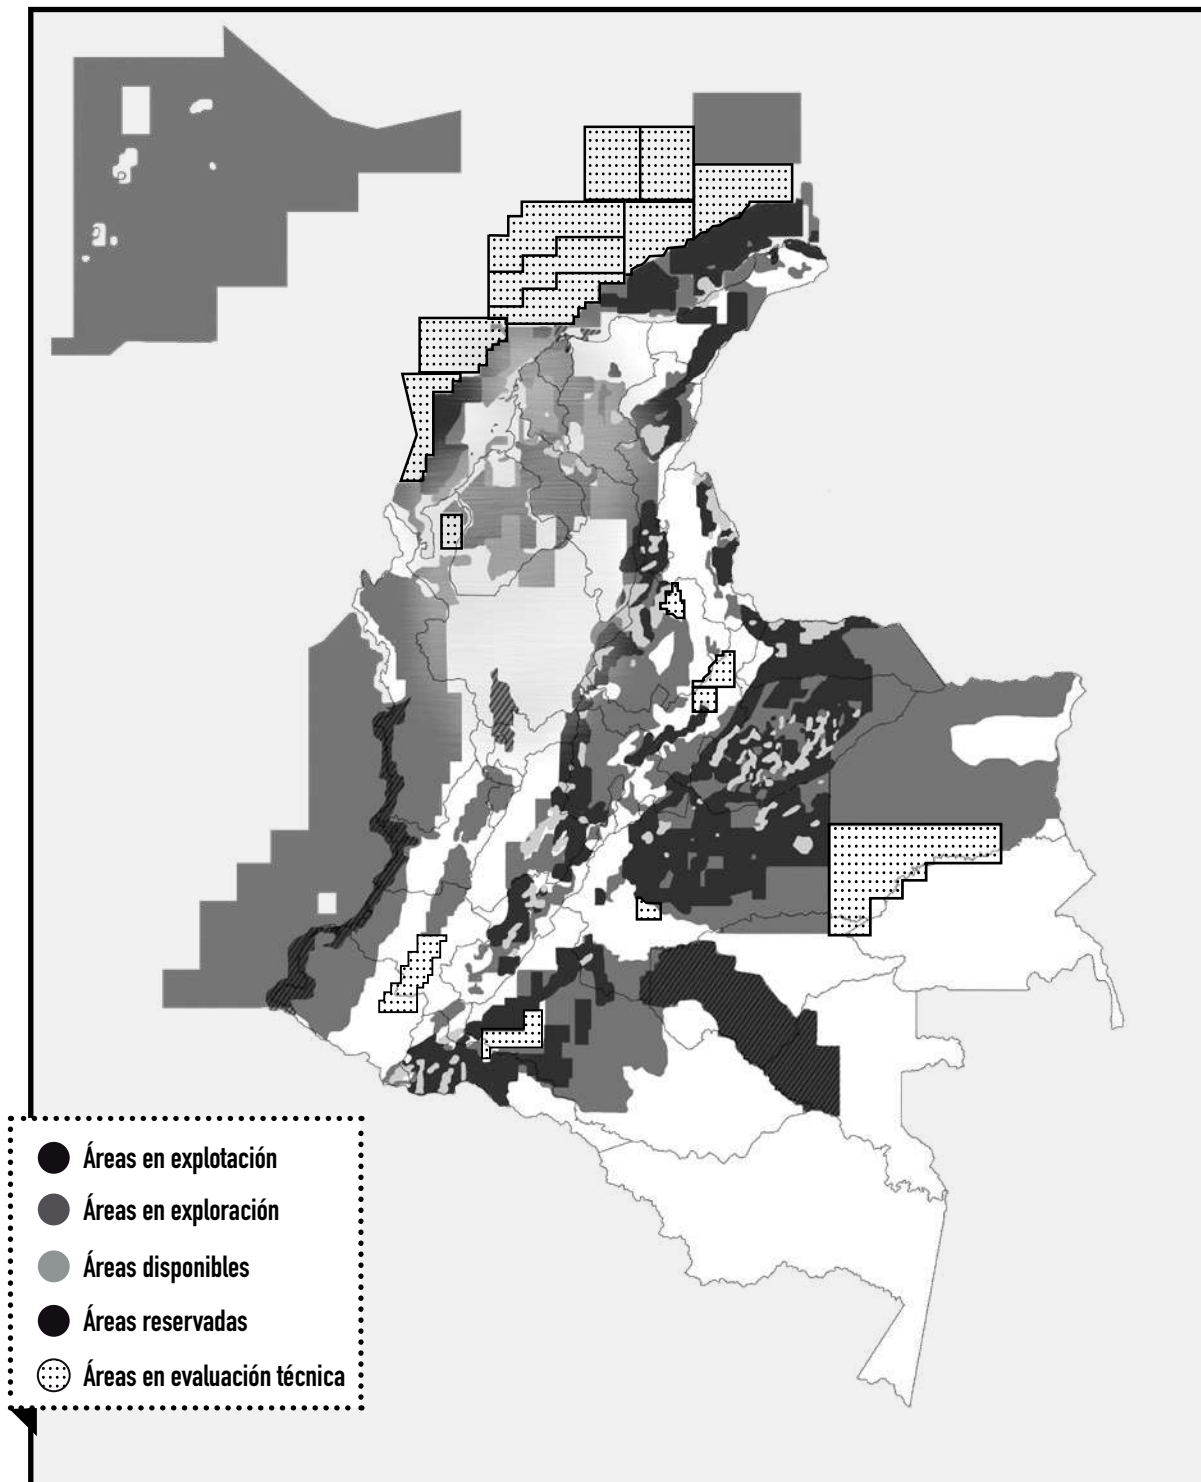 Áreas en explotación
Áreas en exploración
Áreas disponibles
Áreas reservadas
Áreas en evaluación técnica